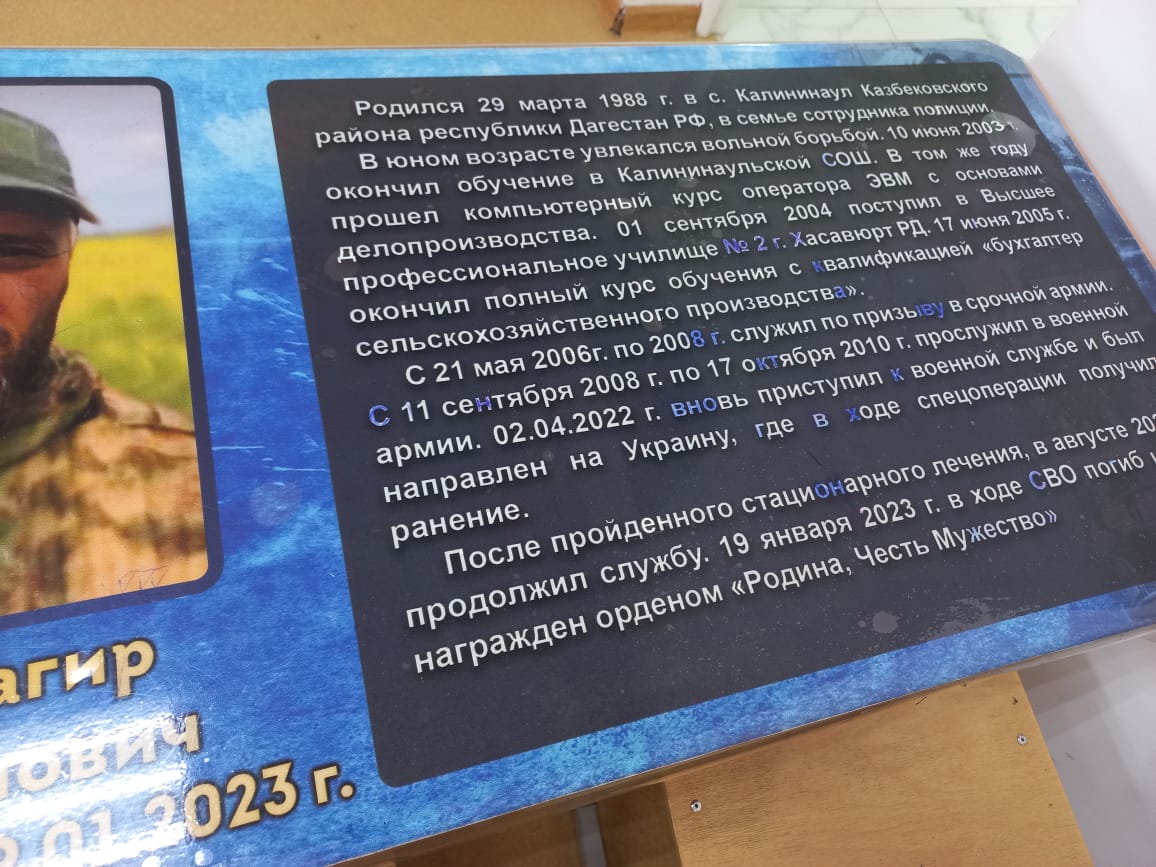 Родился 29 марта 1988 г. в с. Калининаул Казбековского
района республики Дагестан РФ, в семье сотрудника полиции.
В юном возрасте увлекался вольной борьбой. 10 июня 2003 г.
окончил обучение в Калининаульской СОШ. В том же году
прошел компьютерный курс оператора ЭВМ с основами
делопроизводства. 01 сентября 2004 поступил в Высшее
профессиональное училище № 2 г. Хасавюрт РД. 17 июня 2005 г.
окончил полный курс обучения с квалификацией «бухгалтер
сельскохозяйственного производства».
С 21 мая 2006г. по 2008 г. служил по призыву в срочной армии.
С 11 сентября 2008 г. по 17 октября 2010 г. прослужил в военной
армии. 02.04.2022 г. вновь приступил к военной службе и был
направлен на Украину, где в ходе спецоперации получил
ранение.
После пройденного стационарного лечения, в августе
продолжил службу. 19 января 2023 г. в ходе СВО погиб
награжден орденом «Родина, Честь Мужество»
агир
ович
.01.2023 г.